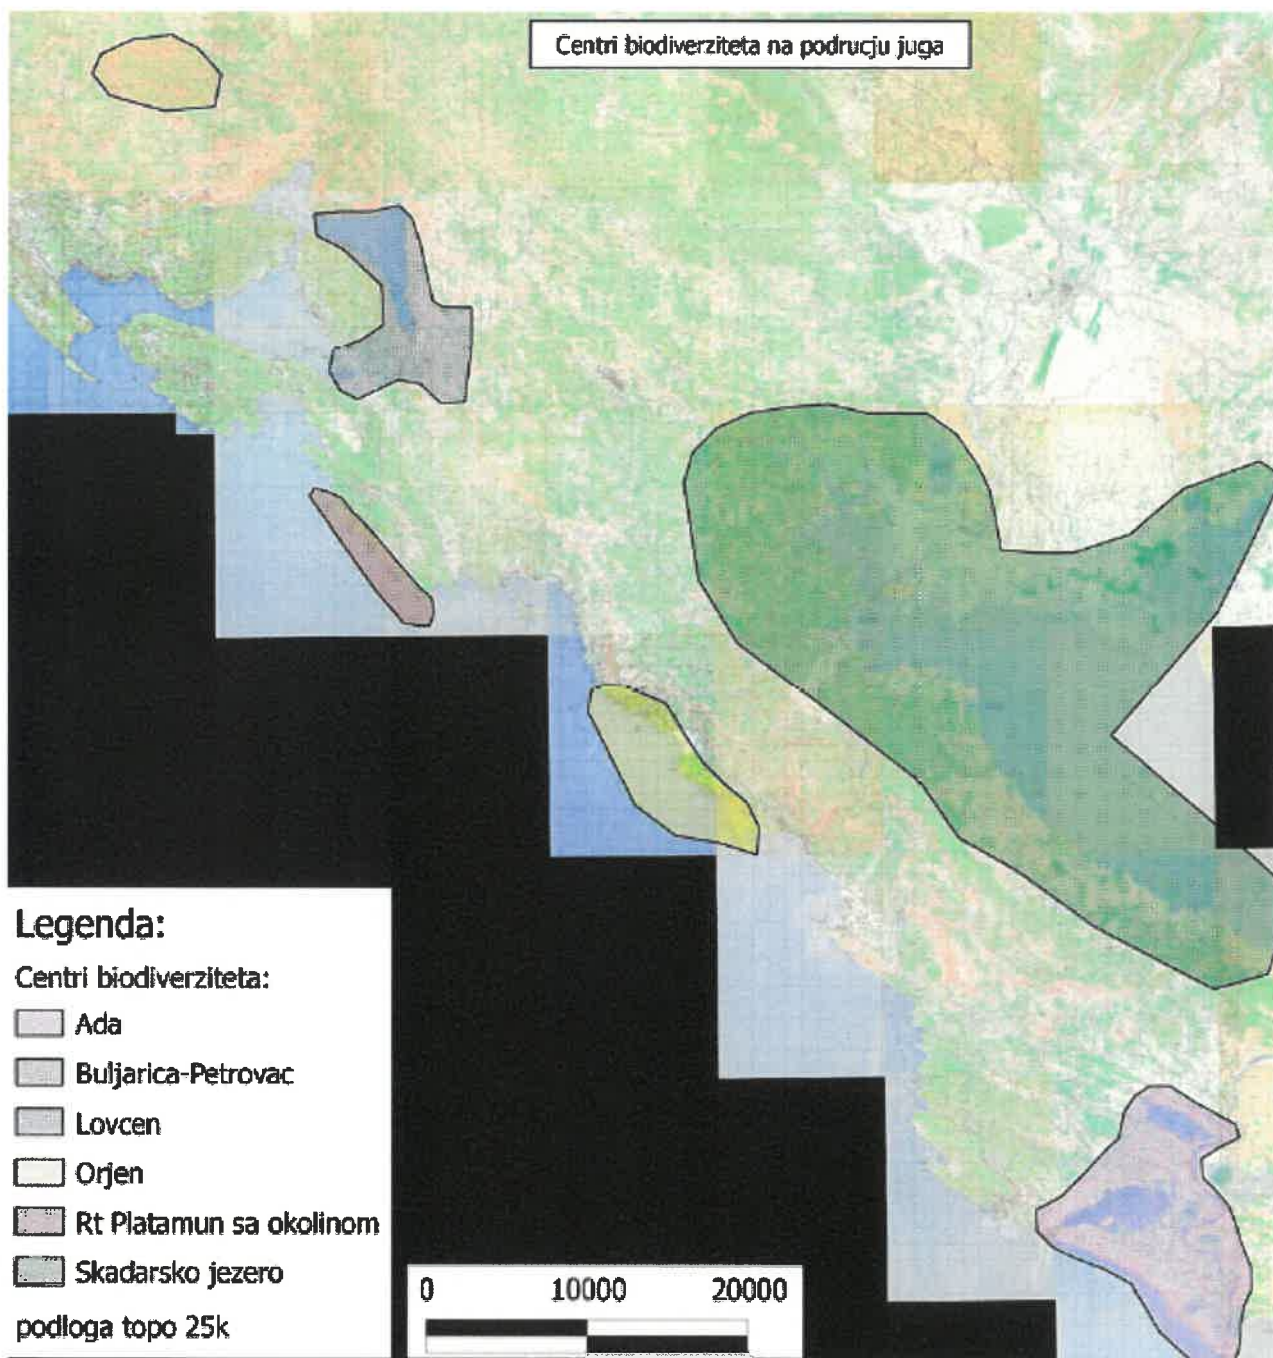 Centri biodiverziteta na podrucju juga
Legenda:
Centri biodiverziteta:
Ada
Buljarica-Petrovac
Lovcen
Orjen
Rt Platamun sa okolinom
Skadarsko jezero
podloga topo 25k
0 10000 20000